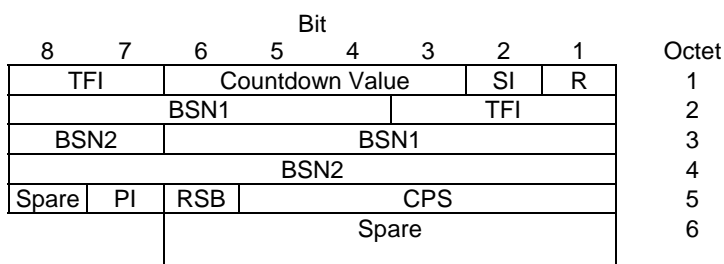 Bit
8 7 6 5 4 3 2 1 Octet
TFI Countdown Value SI R 1
BSN1 TFI 2
BSN2 BSN1 3
BSN2 4
Spare PI RSB CPS 5
Spare 6